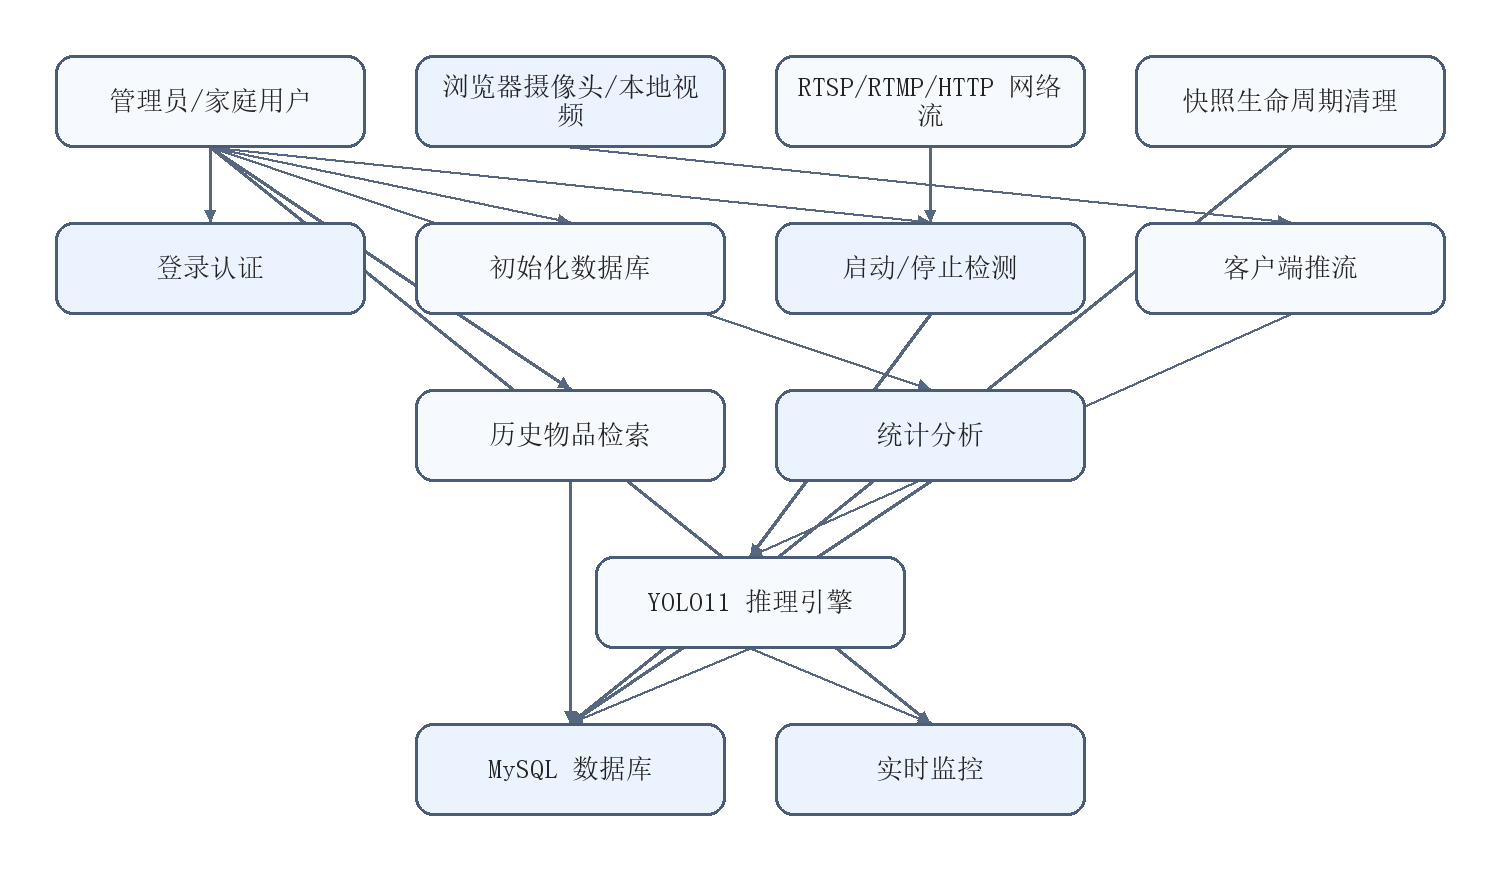 管理员/家庭用户
浏览器摄像头/本地视
频
RTSP/RTMP/HTTP 网络
流
快照生命周期清理
登录认证
初始化数据库
启动/停止检测
客户端推流
历史物品检索
统计分析
YOLO11 推理引擎
MySQL 数据库
实时监控